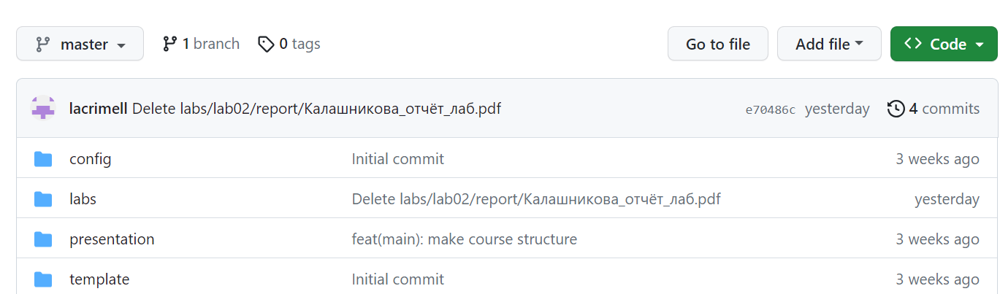 master 1 branch 0 tags Go to file Add file Code
lacrimell Delete labs/lab02/report/Калашникова_отчёт_лаб.pdf e70486c yesterday 4 commits
config Initial commit 3 weeks ago
labs Delete labs/lab02/report/Калашникова_отчёт_лаб.pdf yesterday
presentation feat(main): make course structure 3 weeks ago
template Initial commit 3 weeks ago